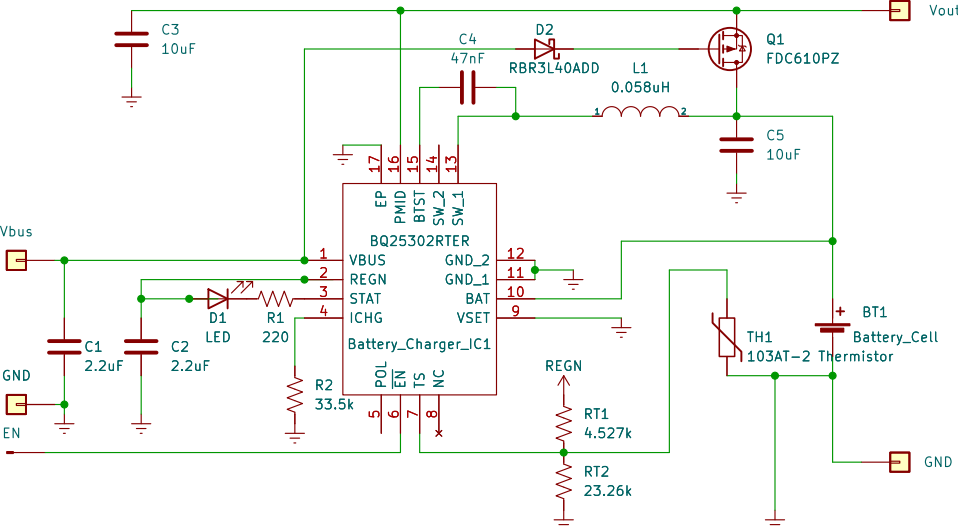 C3
10uF
Vout
D2
RBR3L40ADD
Q1
FDC610PZ
C4
47nF
L1
0.058uH
1
2
C5
10uF
17
16
15
14
13
EP
PMID
BTST
SW_2
SW_1
BQ25302RTER
Vbus
1
VBUS
GND_2
12
2
REGN
GND_1
11
3
STAT
BAT
10
4
ICHG
VSET
9
D1
LED
R1
220
Battery_Charger_IC1
C1
2.2uF
C2
2.2uF
TH1
103AT-2 Thermistor
+
BT1
Battery_Cell
GND
R2
33.5k
POL
EN
TS
NC
5
6
7
8
REGN
RT1
4.527k
EN
RT2
23.26k
GND